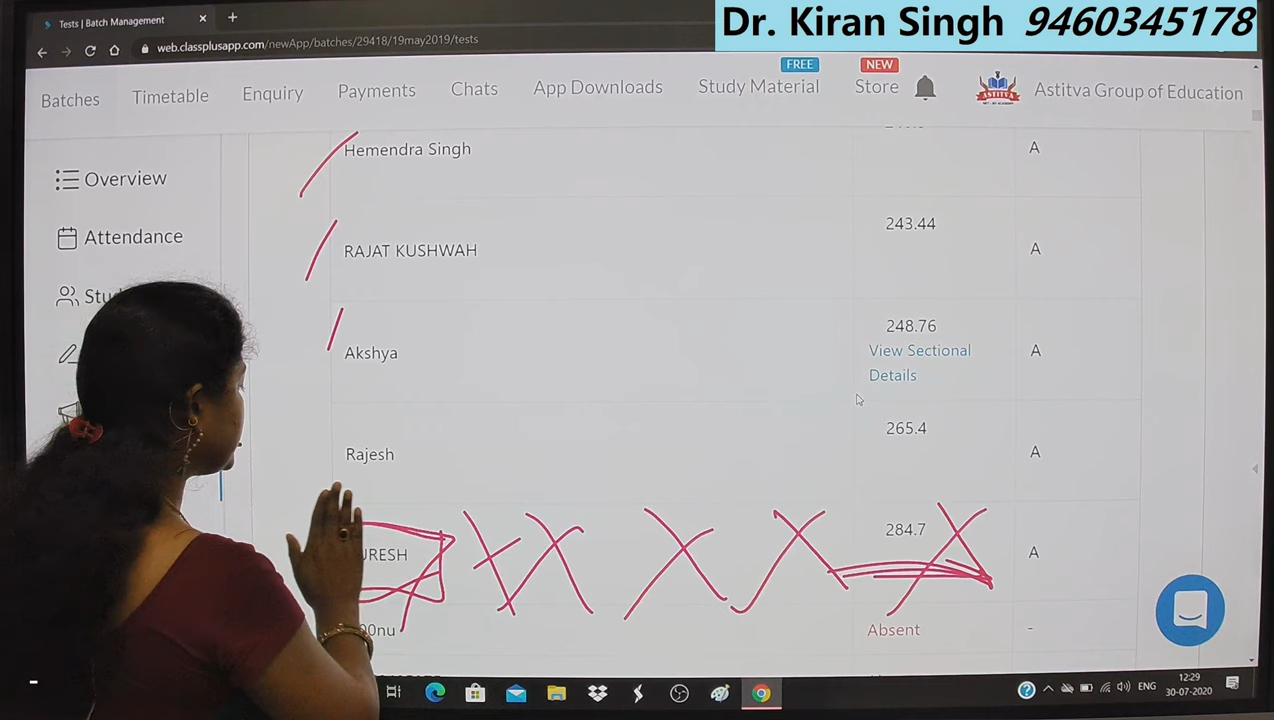 Dr. Kiran Singh 9460345178
Tests | Batch Management
web.classplusapp.com/newApp/batches/29418/19may2019/tests
FREE NEW
Batches Timetable Enquiry Payments Chats App Downloads Study Material Store ASTITVA Astitva Group of Education
Overview
Attendance
Hemendra Singh A
243.44
RAJAT KUSHWAH A
248.76
Akshya View Sectional Details A
265.4
Rajesh A
284.7
URESH A
Absent -
ENG
12:29
30-07-2020